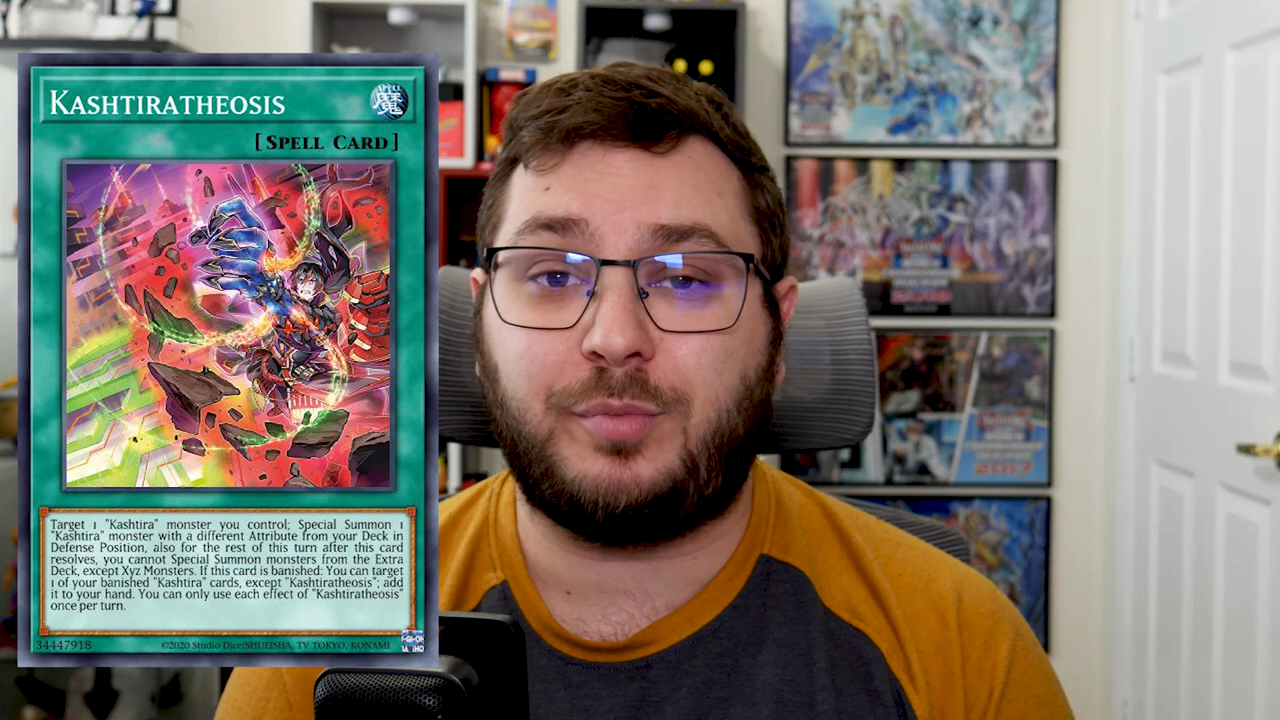 KASHTIRATHEOSIS
SPELL
魔
[SPELL CARD]
Target 1 "Kashtira" monster you control; Special Summon 1
"Kashtira" monster with a different Attribute from your Deck in
Defense Position, also for the rest of this turn after this card
resolves, you cannot Special Summon monsters from the Extra
Deck, except Xyz Monsters. If this card is banished: You can target
1 of your banished "Kashtira" cards, except "Kashtiratheosis"; add
it to your hand. You can only use each effect of "Kashtiratheosis"
once per turn.
34447918
©2020 Studio Dice/SHUEISHA, TV TOKYO, KONAMI
2017